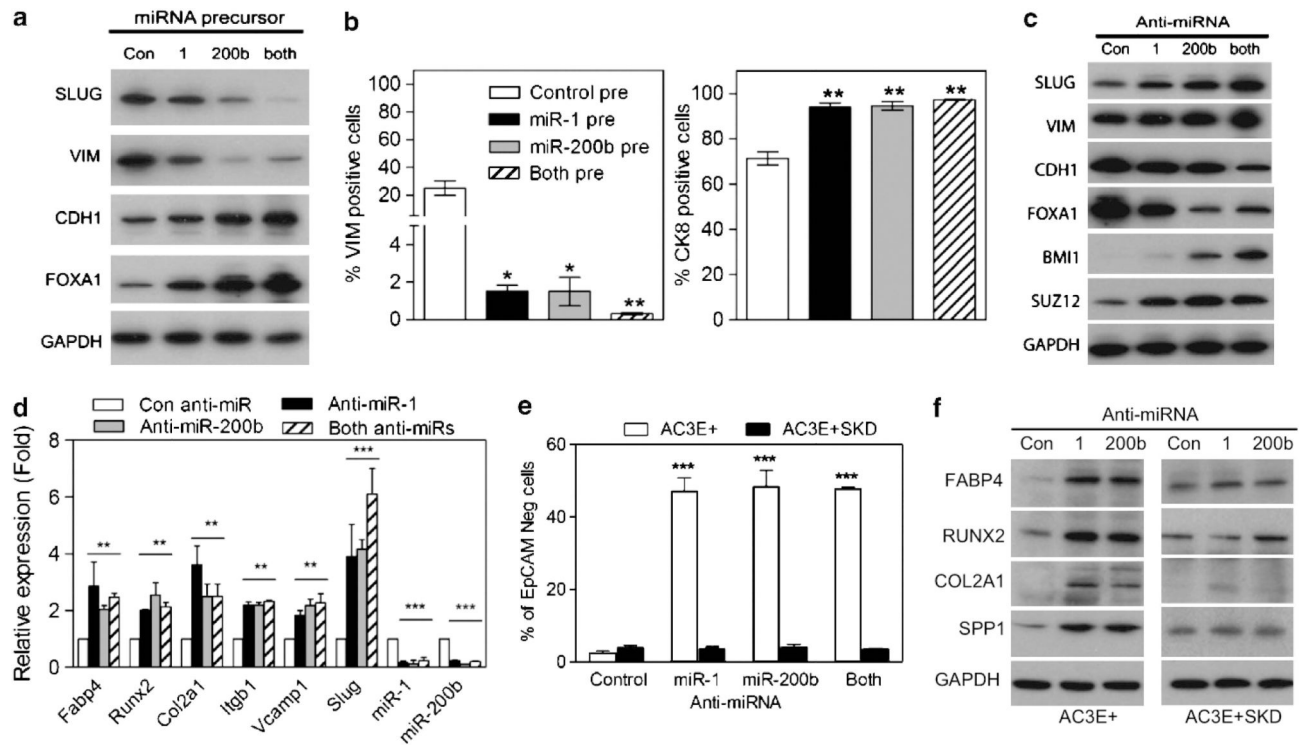 a
miRNA precursor
Con 1 200b both
SLUG
VIM
CDH1
FOXA1
GAPDH
b
% VIM positive cells
100
80
60
40
20
4
2
0
Control pre
miR-1 pre
miR-200b pre
Both pre
*
*
**
% CK8 positive cells
100
80
60
40
20
0
**
**
**
c
Anti-miRNA
Con 1 200b both
SLUG
VIM
CDH1
FOXA1
BMI1
SUZ12
GAPDH
d
Con anti-miR
Anti-miR-1
Anti-miR-200b
Both anti-miRs
Relative expression (Fold)
8
6
4
2
0
**
**
**
**
**
***
***
***
Fabp4
Runx2
Col2a1
Itgb1
Vcamp1
Slug
miR-1
miR-200b
e
AC3E+
AC3E+SKD
% of EpCAM Neg cells
60
40
20
0
***
***
***
Control miR-1 miR-200b Both
Anti-miRNA
f
Anti-miRNA
Con 1 200b Con 1 200b
FABP4
RUNX2
COL2A1
SPP1
GAPDH
AC3E+ AC3E+SKD